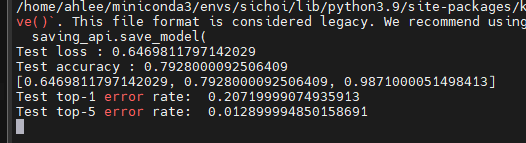 /home/ahlee/miniconda3/envs/sichoi/lib/python3.9/site-packages/k
ve()`. This file format is considered legacy. We recommend using
saving_api.save_model(
Test loss : 0.6469811797142029
Test accuracy : 0.7928000092506409
[0.6469811797142029, 0.7928000092506409, 0.9871000051498413]
Test top-1 error rate:  0.20719999074935913
Test top-5 error rate:  0.012899994850158691